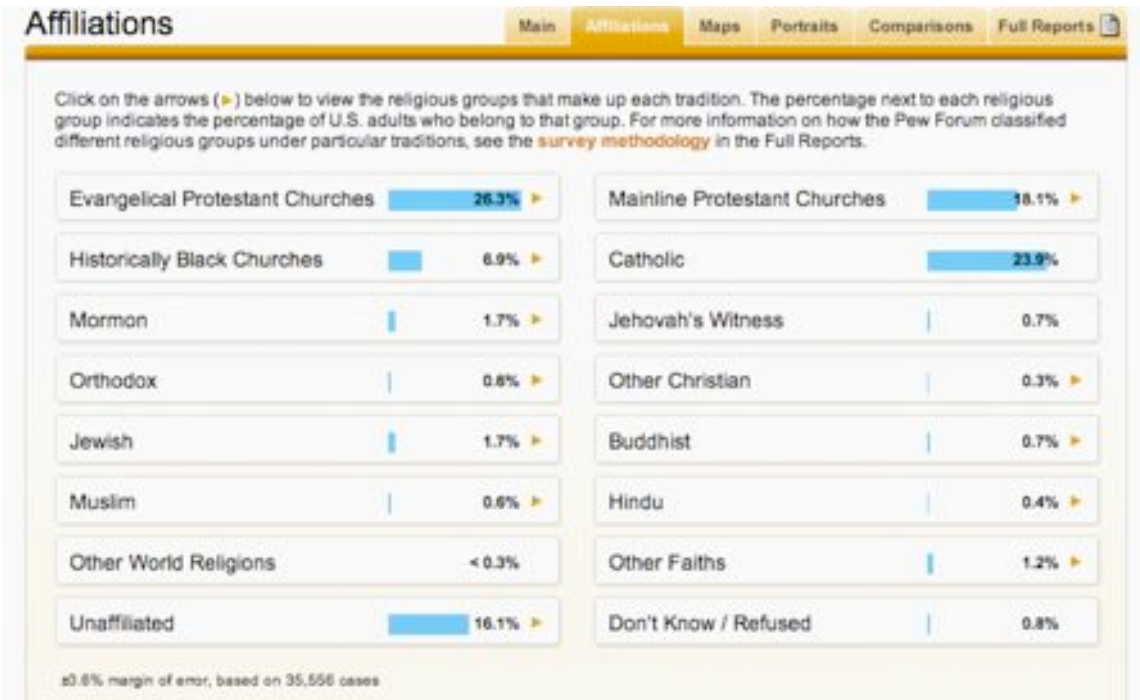 Affiliations
Main Affiliations Maps Portraits Comparisons Full Reports
Click on the arrows (►) below to view the religious groups that make up each tradition. The percentage next to each religious
group indicates the percentage of U.S. adults who belong to that group. For more information on how the Pew Forum classified
different religious groups under particular traditions, see the survey methodology in the Full Reports.
Evangelical Protestant Churches 26.3% ►
Mainline Protestant Churches 18.1% ►
Historically Black Churches 6.9% ►
Catholic 23.9%
Mormon 1.7% ►
Jehovah's Witness 0.7%
Orthodox 0.6% ►
Other Christian 0.3% ►
Jewish 1.7% ►
Buddhist 0.7% ►
Muslim 0.6% ►
Hindu 0.4% ►
Other World Religions < 0.3%
Other Faiths 1.2% ►
Unaffiliated 16.1% ►
Don't Know / Refused 0.8%
±0.6% margin of error, based on 35,556 cases